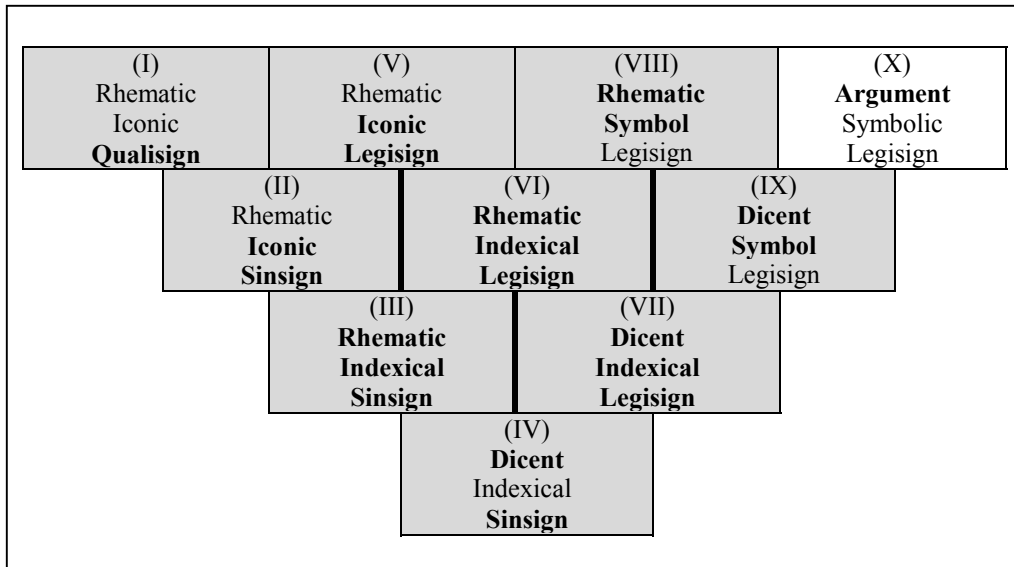 (I)
Rhematic
Iconic
Qualisign
(V)
Rhematic
Iconic
Legisign
(VIII)
Rhematic
Symbol
Legisign
(X)
Argument
Symbolic
Legisign
(II)
Rhematic
Iconic
Sinsign
(VI)
Rhematic
Indexical
Legisign
(IX)
Dicent
Symbol
Legisign
(III)
Rhematic
Indexical
Sinsign
(VII)
Dicent
Indexical
Legisign
(IV)
Dicent
Indexical
Sinsign